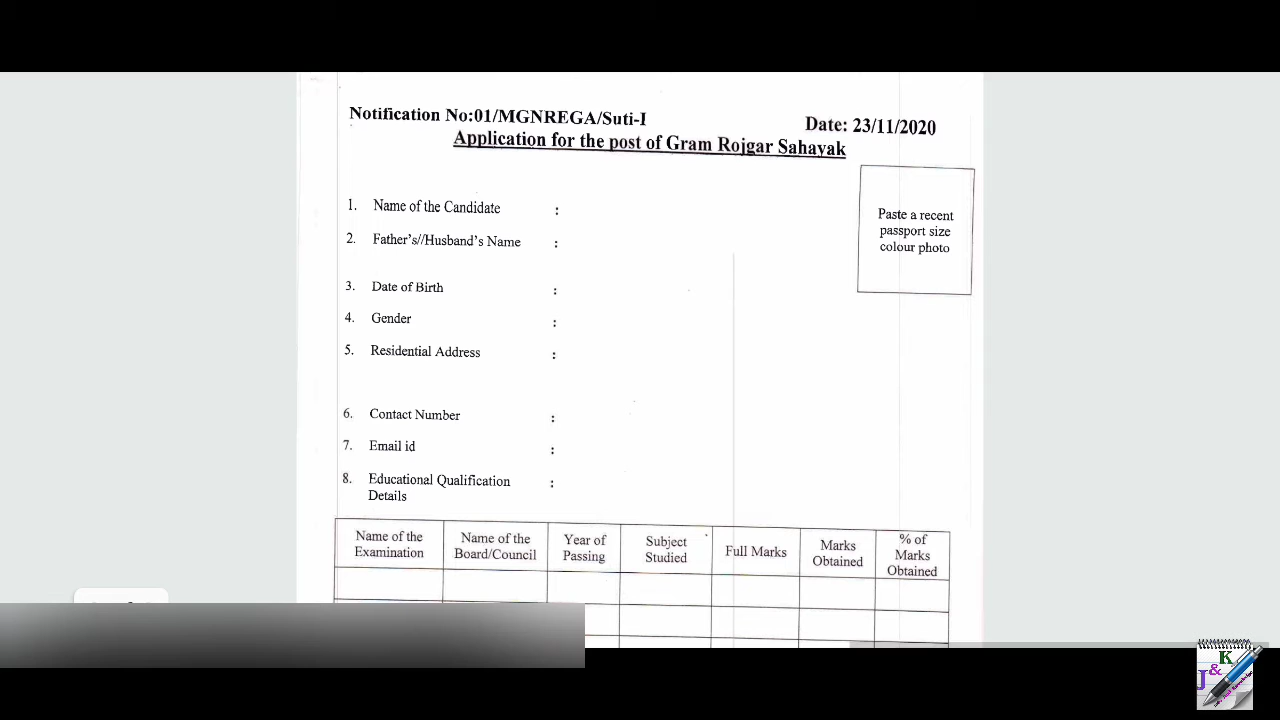 Notification No:01/MGNREGA/Suti-I Date: 23/11/2020
Application for the post of Gram Rojgar Sahayak
Paste a recent
passport size
colour photo
1. Name of the Candidate :
2. Father's//Husband's Name :
3. Date of Birth :
4. Gender :
5. Residential Address :
6. Contact Number :
7. Email id :
8. Educational Qualification :
Details
Name of the Examination
Name of the Board/Council
Year of Passing
Subject Studied
Full Marks
Marks Obtained
% of Marks Obtained
J&K